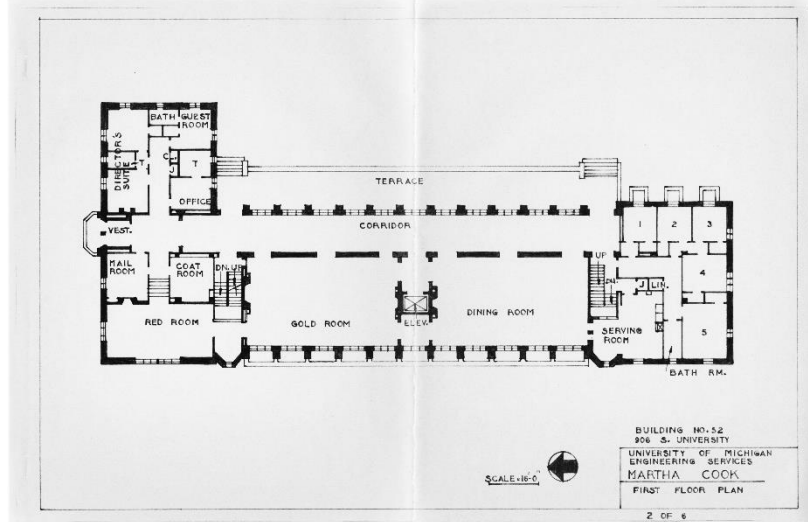 BATH
GUEST
ROOM
DIRECTOR'S
SUITE
T
C
J
T
OFFICE
TERRACE
CORRIDOR
VEST.
MAIL
ROOM
COAT
ROOM
DN.
UP
RED ROOM
GOLD ROOM
ELEV.
DINING ROOM
UP
DN.
1
2
3
4
5
J
LIN.
SERVING
ROOM
BATH RM.
BUILDING NO. 52
906 S. UNIVERSITY
UNIVERSITY OF MICHIGAN
ENGINEERING SERVICES
MARTHA COOK
FIRST FLOOR PLAN
2 OF 6